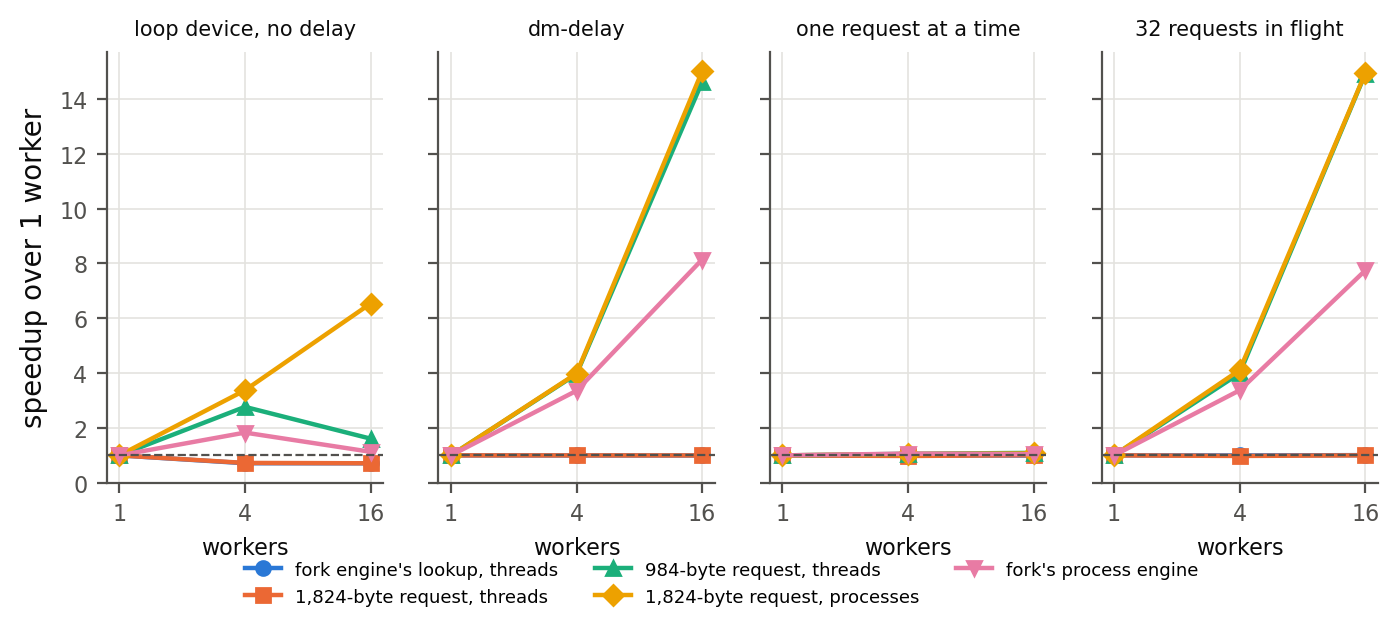 loop device, no delay
dm-delay
one request at a time
32 requests in flight
speedup over 1 worker
14
12
10
8
6
4
2
0
1 4 16
1 4 16
1 4 16
1 4 16
workers
workers
workers
workers
fork engine's lookup, threads
1,824-byte request, threads
984-byte request, threads
1,824-byte request, processes
fork's process engine